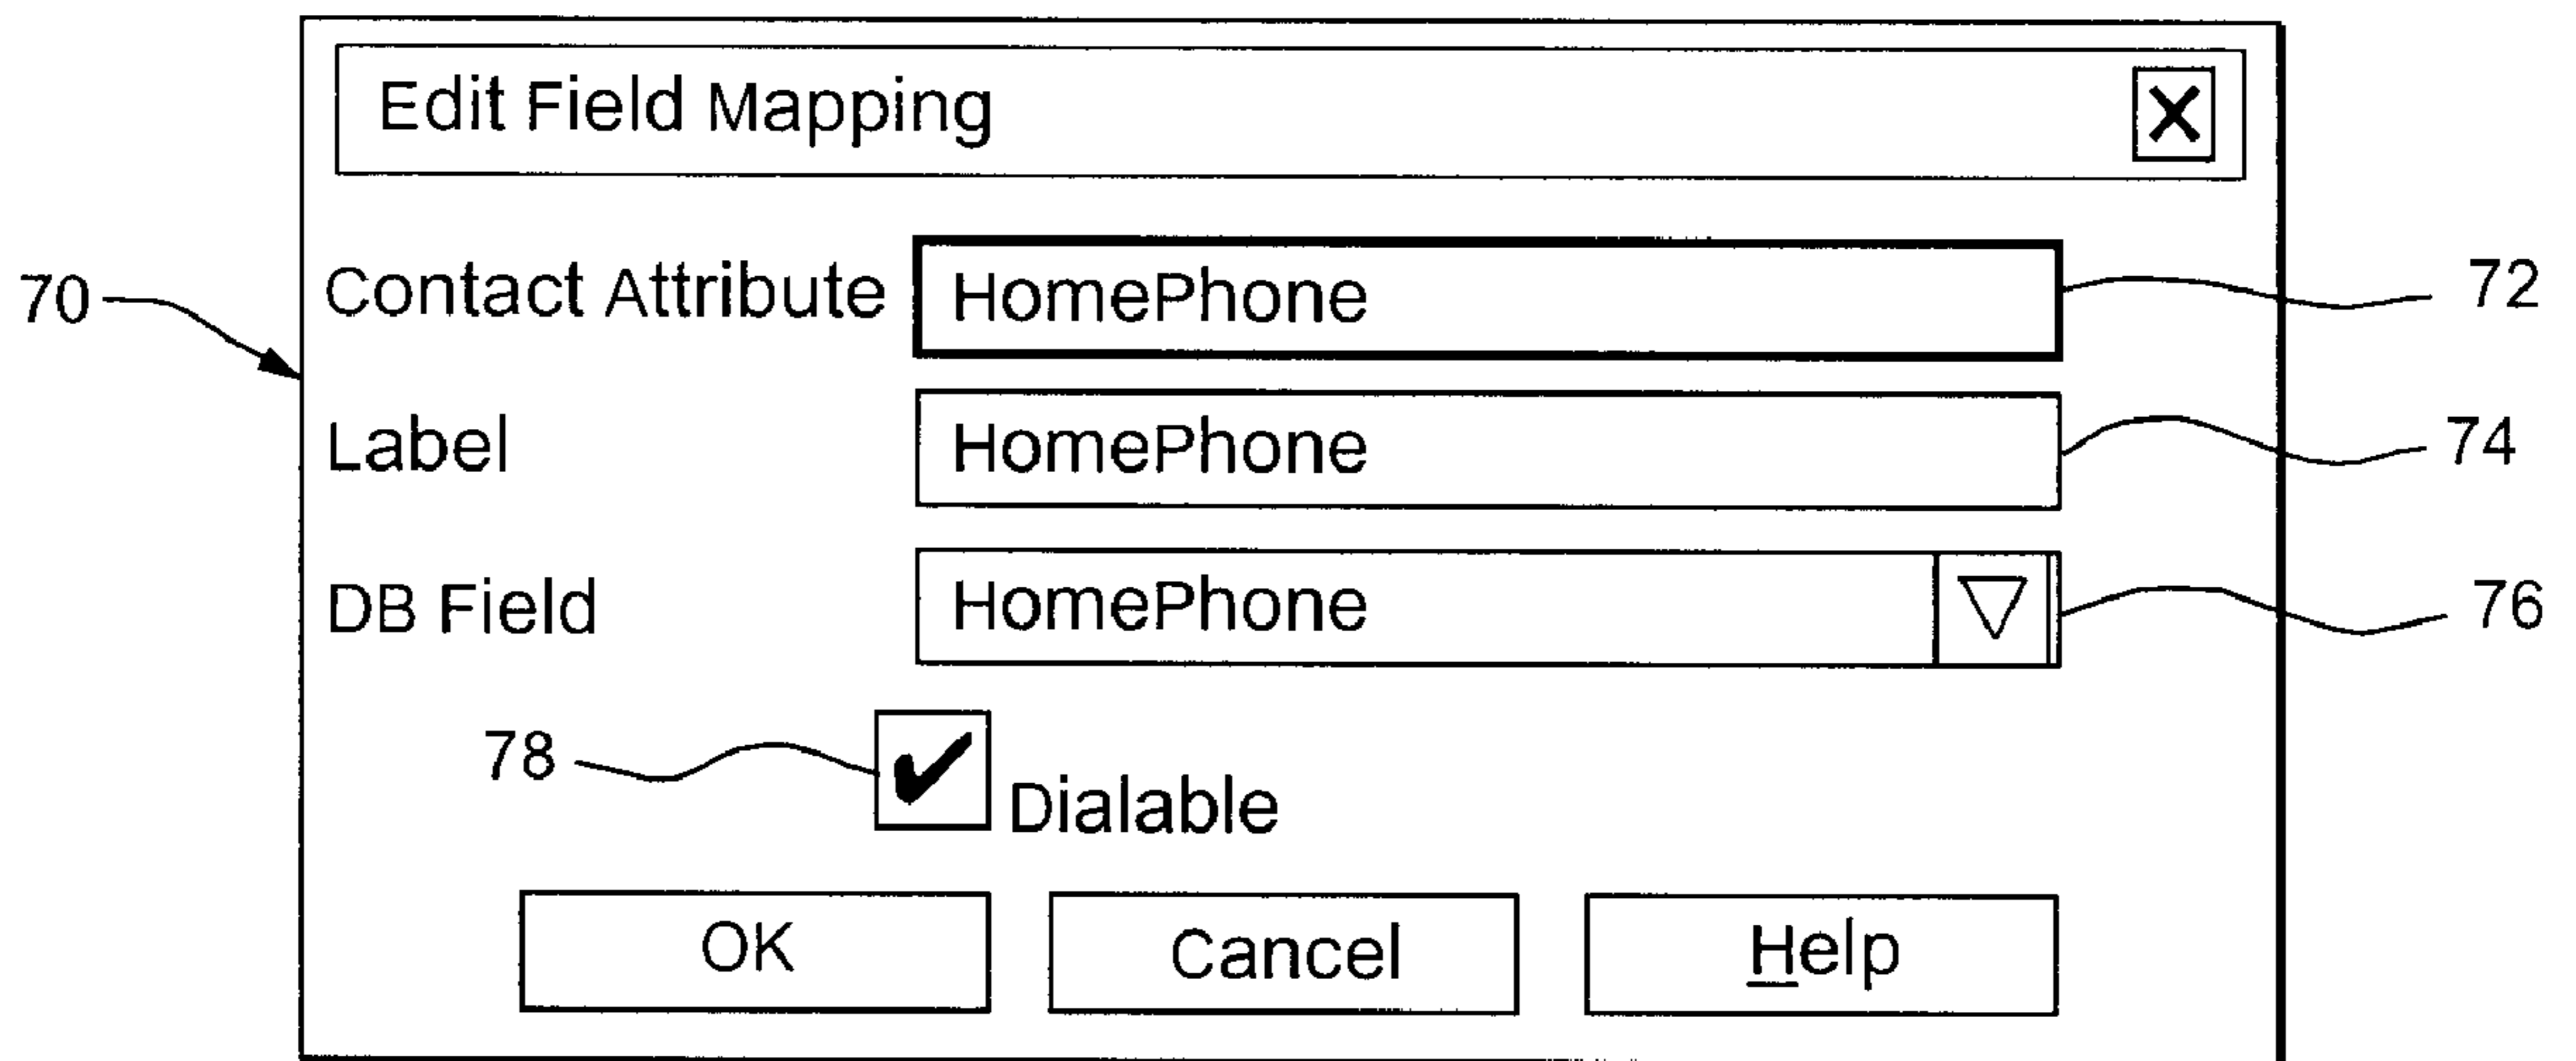 Edit Field Mapping
70 Contact Attribute HomePhone 72
Label HomePhone 74
DB Field HomePhone 76
78 Dialable
OK Cancel Help